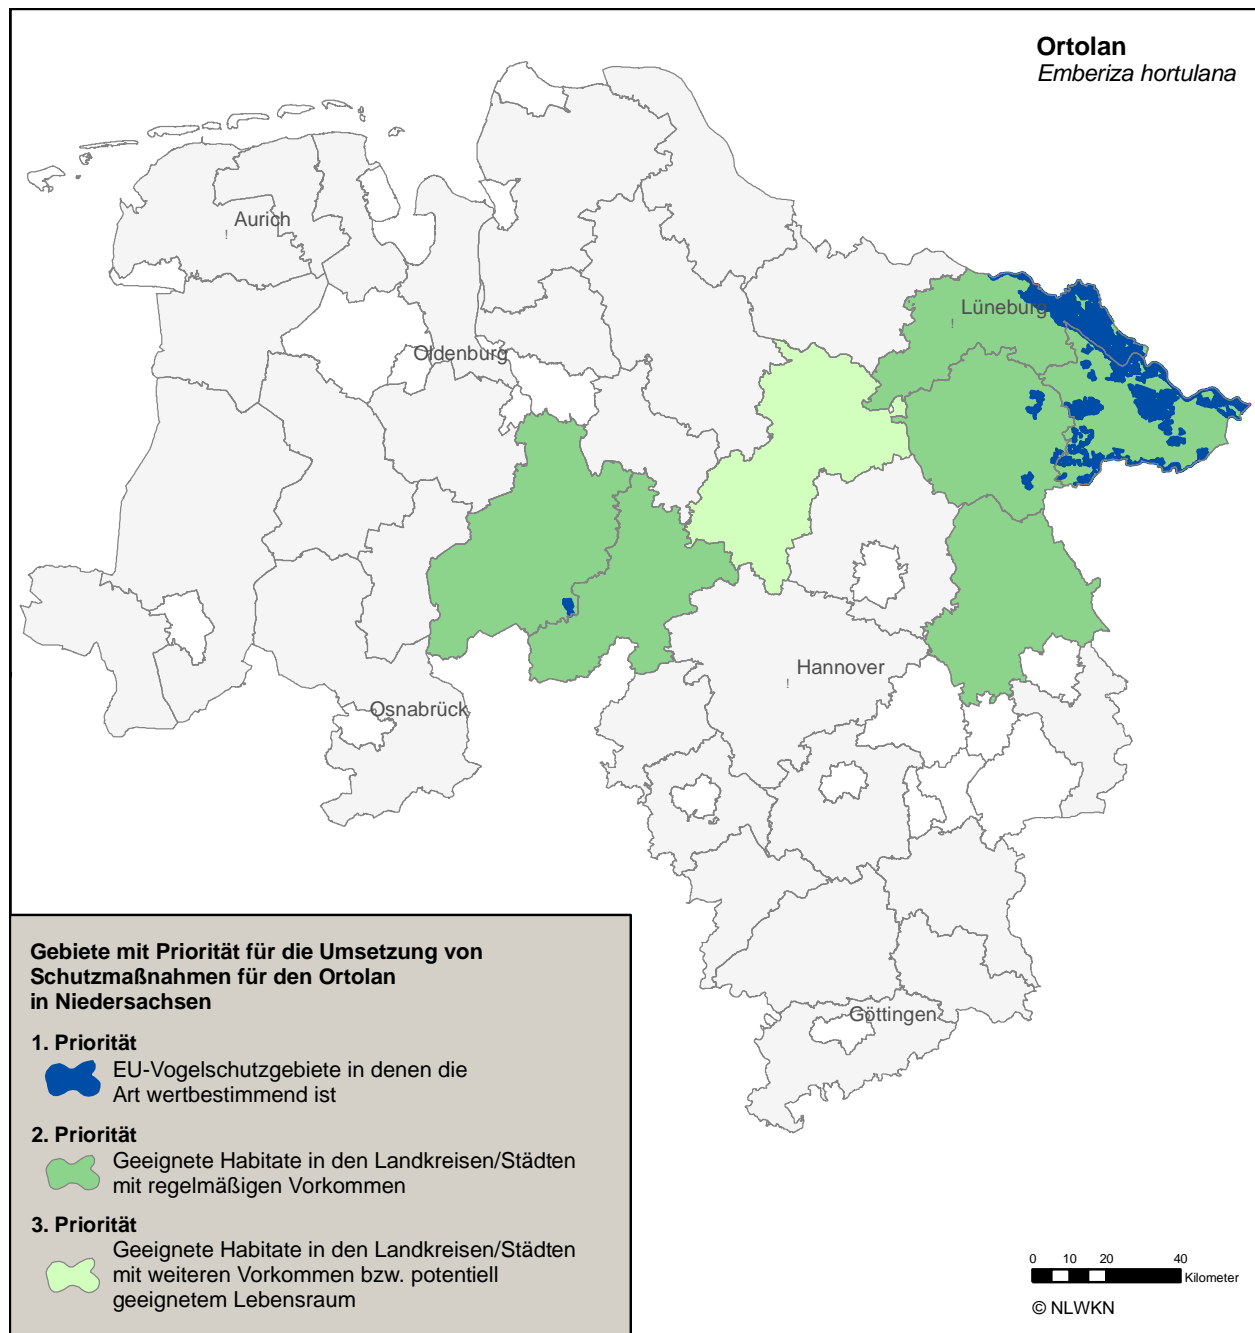 Ortolan
Emberiza hortulana
Aurich
Lüneburg
Oldenburg
Hannover
Osnabrück
Göttingen
Gebiete mit Priorität für die Umsetzung von
Schutzmaßnahmen für den Ortolan
in Niedersachsen
1. Priorität
EU-Vogelschutzgebiete in denen die
Art wertbestimmend ist
2. Priorität
Geeignete Habitate in den Landkreisen/Städten
mit regelmäßigen Vorkommen
3. Priorität
Geeignete Habitate in den Landkreisen/Städten
mit weiteren Vorkommen bzw. potentiell
geeignetem Lebensraum
0 10 20 40
Kilometer
© NLWKN